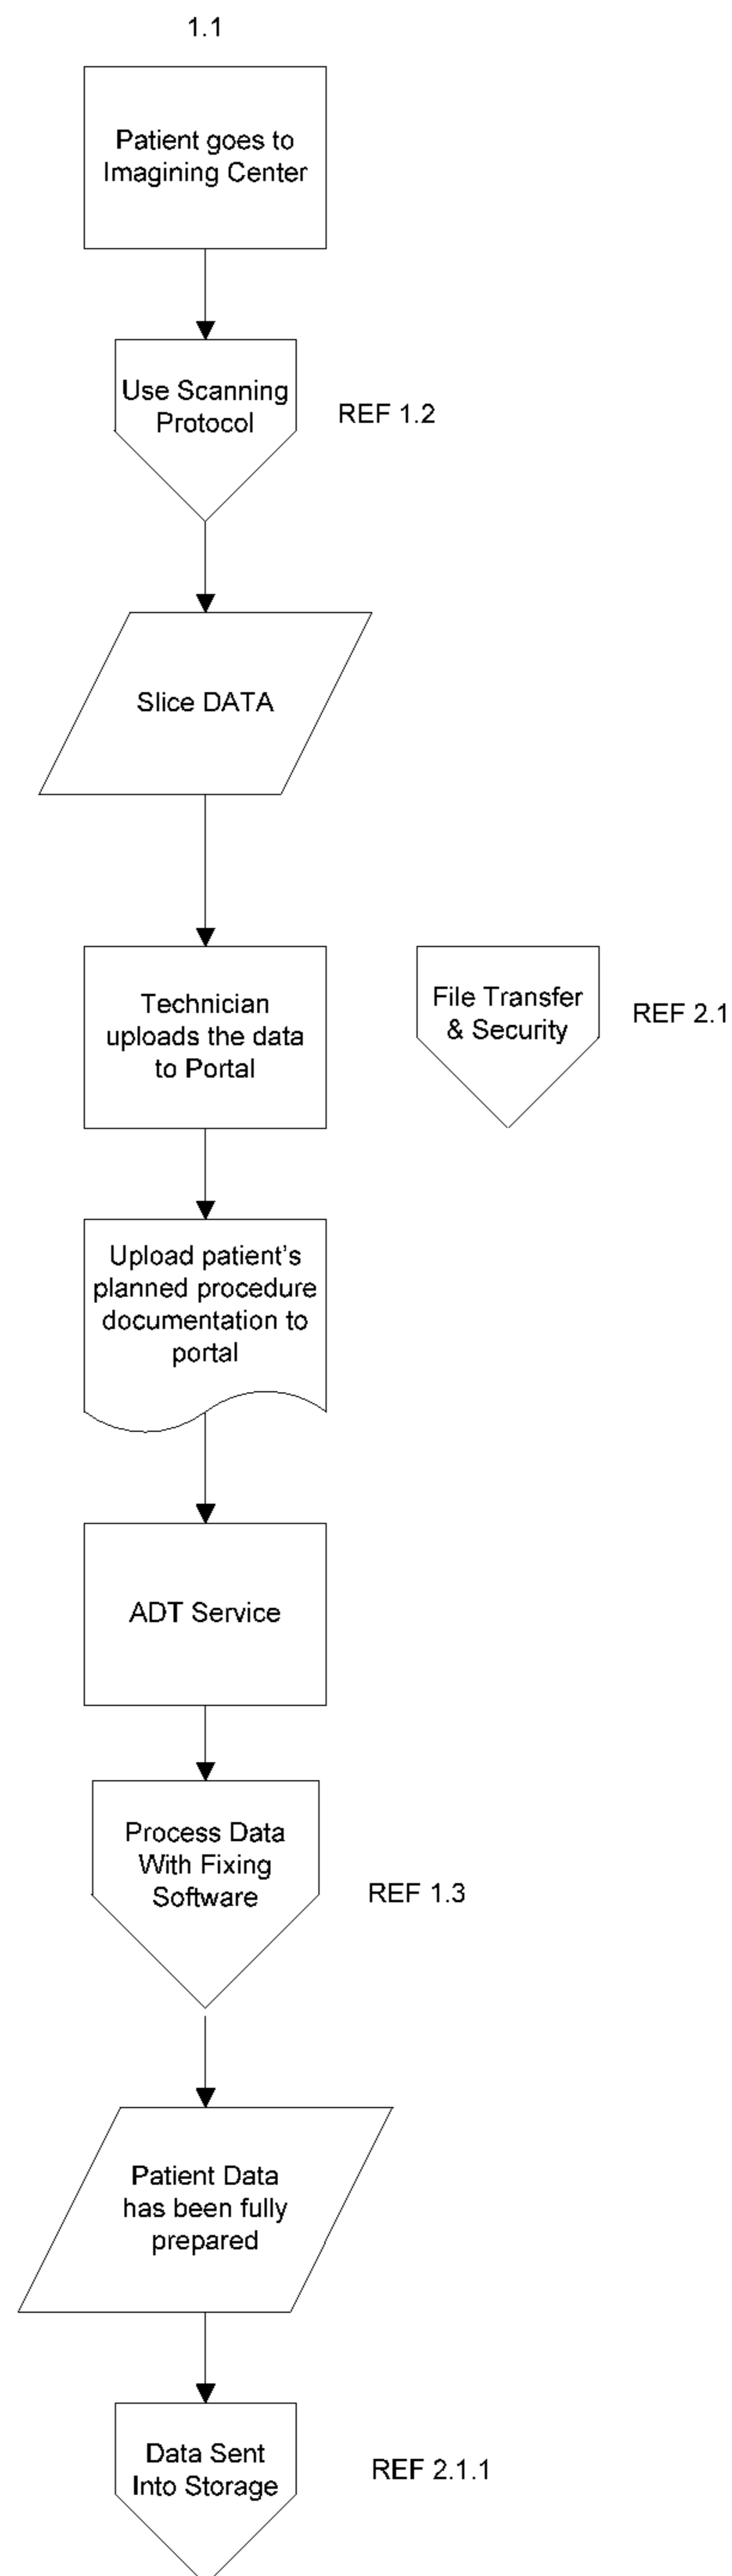 1.1
Patient goes to
Imagining Center
Use Scanning
Protocol
REF 1.2
Slice DATA
Technician
uploads the data
to Portal
File Transfer
& Security
REF 2.1
Upload patient’s
planned procedure
documentation to
portal
ADT Service
Process Data
With Fixing
Software
REF 1.3
Patient Data
has been fully
prepared
Data Sent
Into Storage
REF 2.1.1